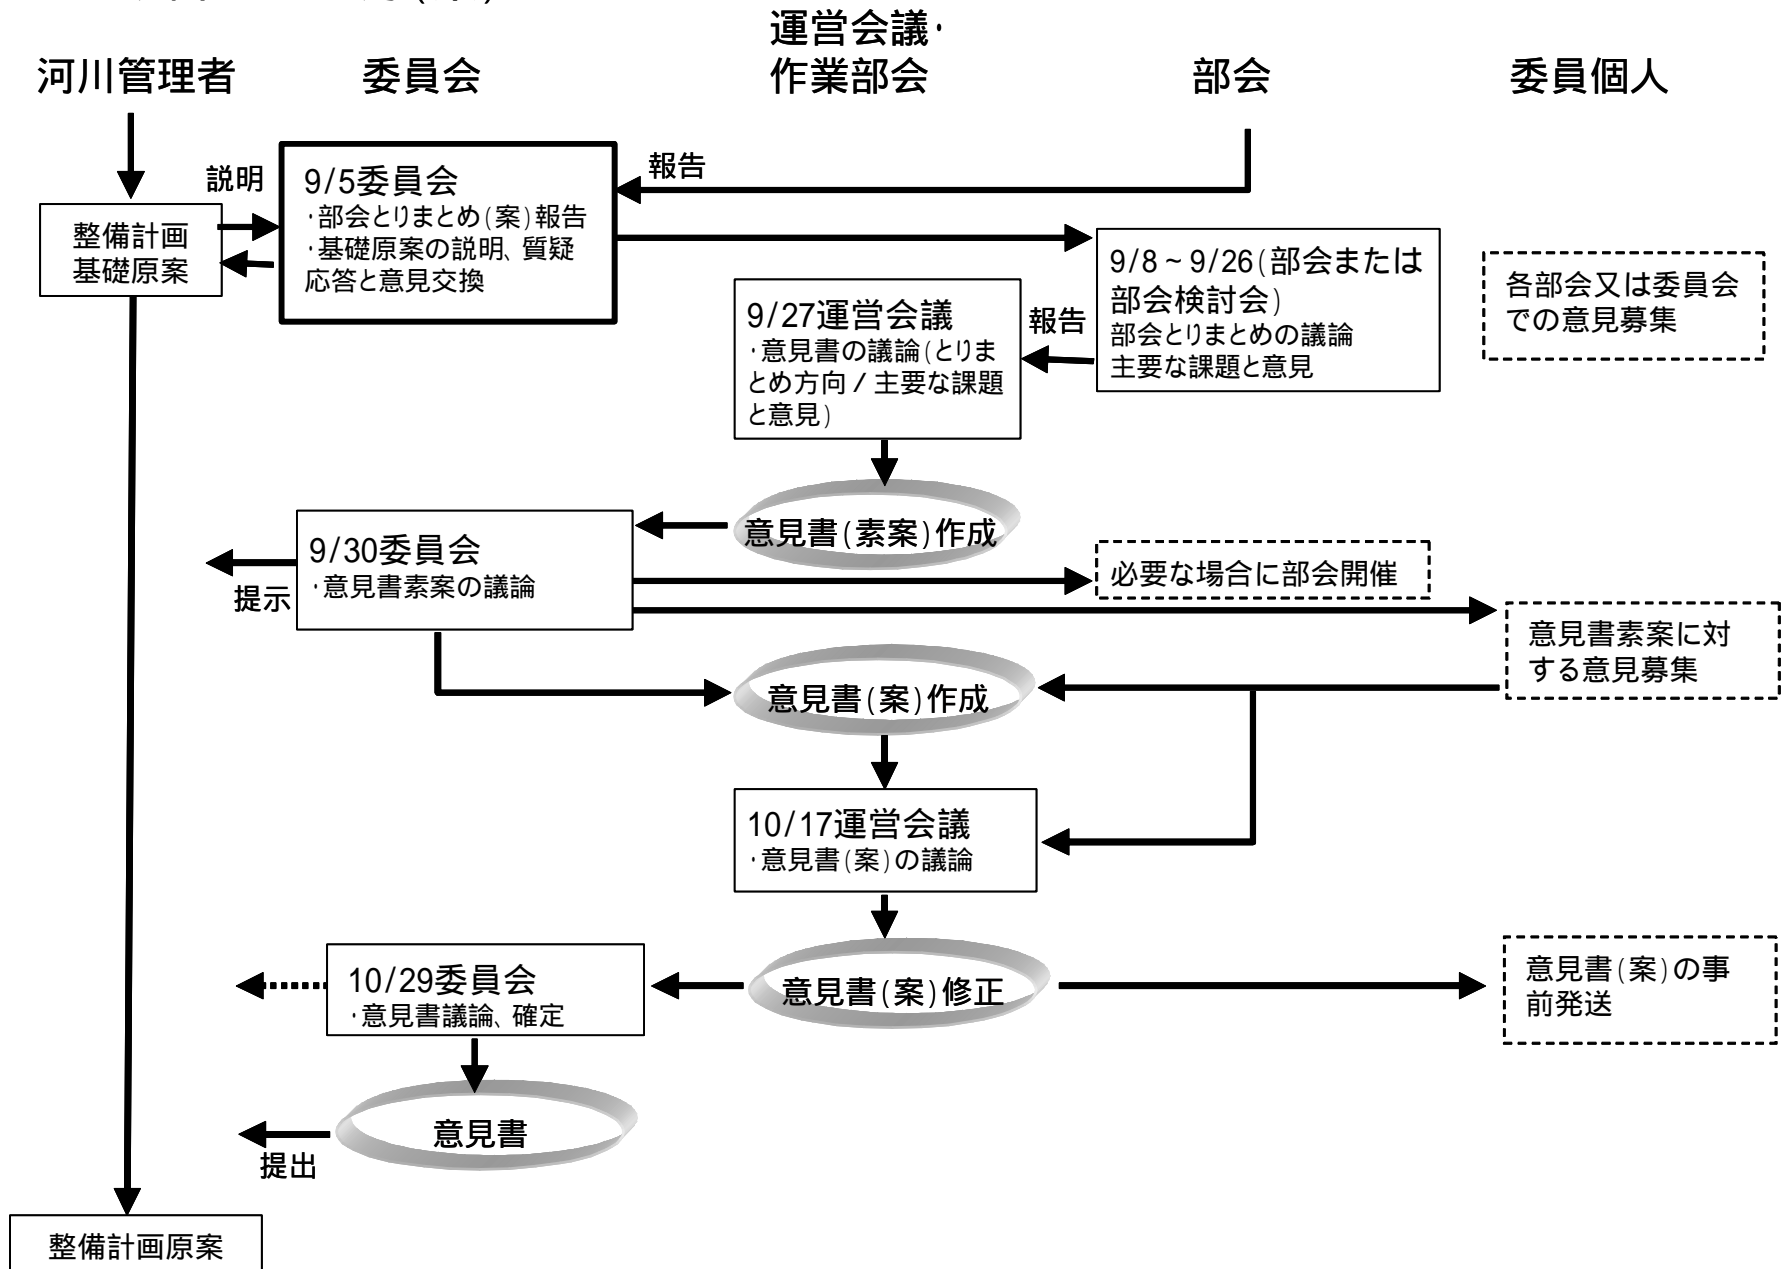 河川管理者
委員会
運営会議・
作業部会
部会
委員個人
説明
報告
整備計画
基礎原案
9/5委員会
・部会とりまとめ(案)報告
・基礎原案の説明、質疑
応答と意見交換
9/8~9/26(部会または
部会検討会)
部会とりまとめの議論
主要な課題と意見
各部会又は委員会
での意見募集
9/27運営会議
・意見書の議論(とりま
とめ方向/主要な課題
と意見)
報告
意見書(素案)作成
9/30委員会
・意見書素案の議論
提示
必要な場合に部会開催
意見書素案に対
する意見募集
意見書(案)作成
10/17運営会議
・意見書(案)の議論
意見書(案)修正
10/29委員会
・意見書議論、確定
意見書(案)の事
前発送
意見書
提出
整備計画原案